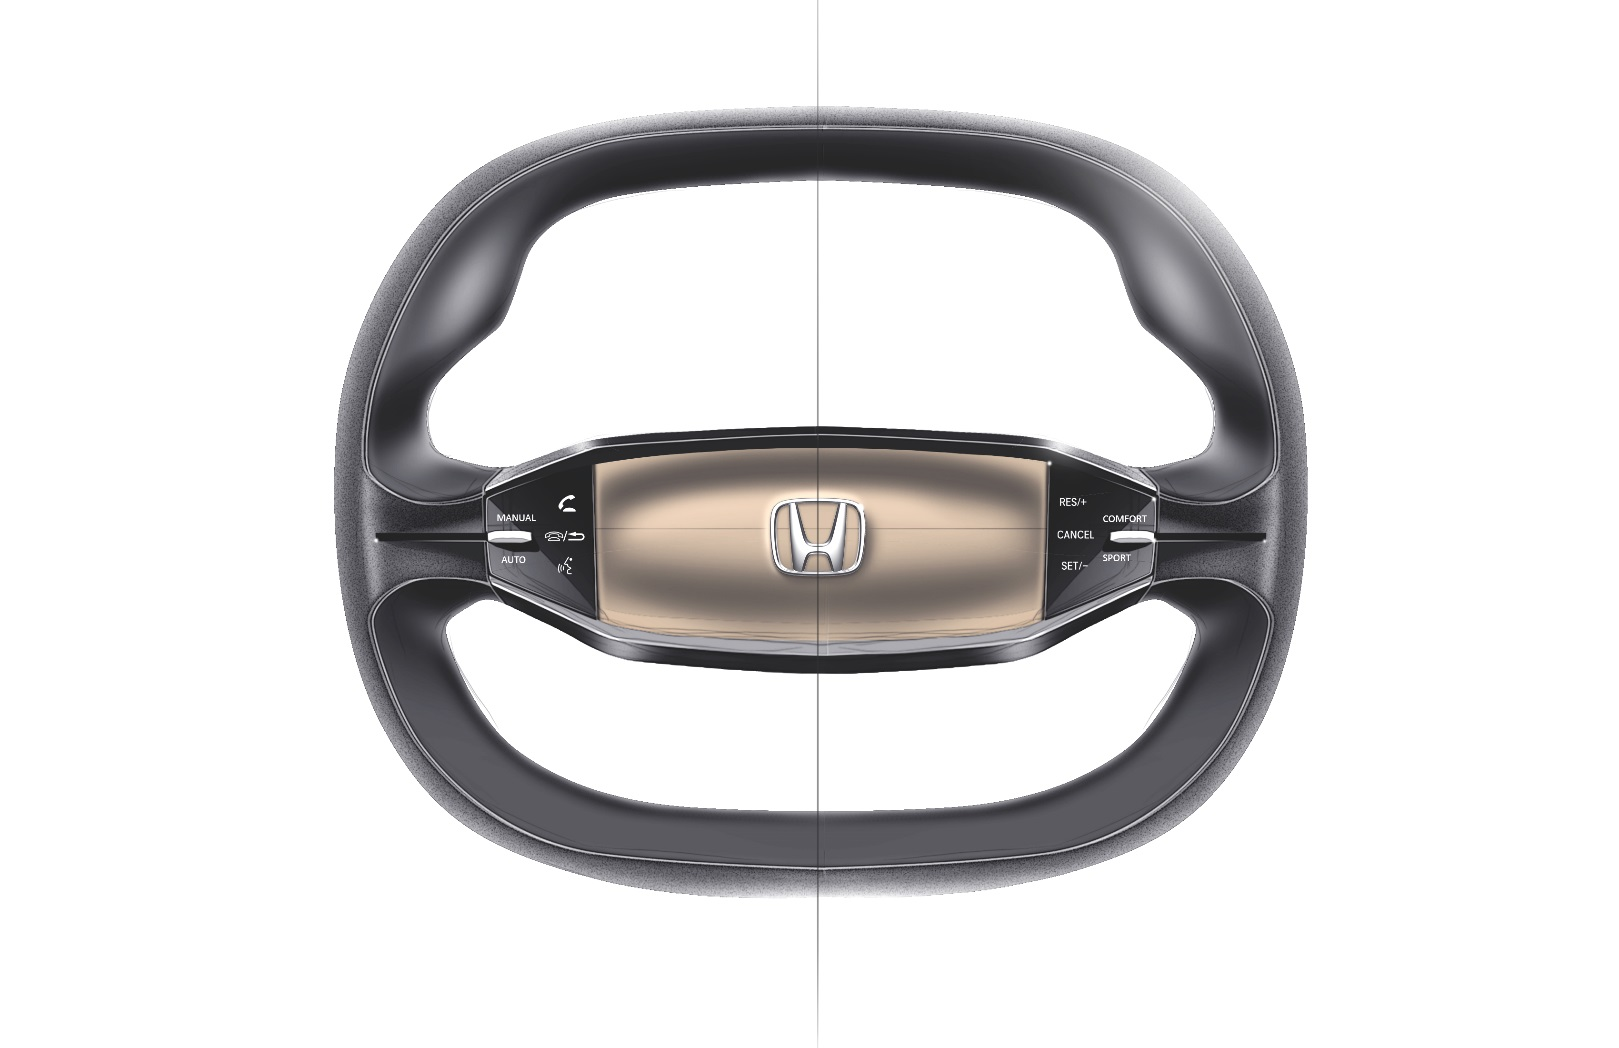 MANUAL
AUTO
RES/+
CANCEL
SET/-
COMFORT
SPORT